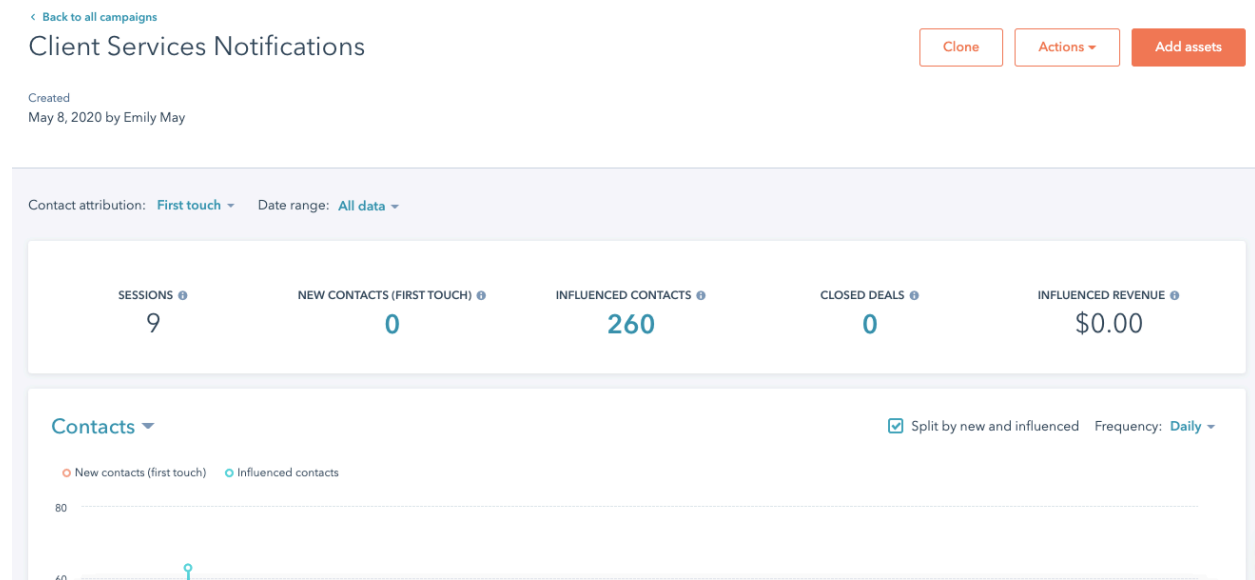 Back to all campaigns
Client Services Notifications
Clone
Actions
Add assets
Created
May 8, 2020 by Emily May
Contact attribution: First touch Date range: All data
SESSIONS NEW CONTACTS (FIRST TOUCH) INFLUENCED CONTACTS CLOSED DEALS INFLUENCED REVENUE
9 0 260 0 $0.00
Contacts
Split by new and influenced Frequency: Daily
New contacts (first touch) Influenced contacts
80
60